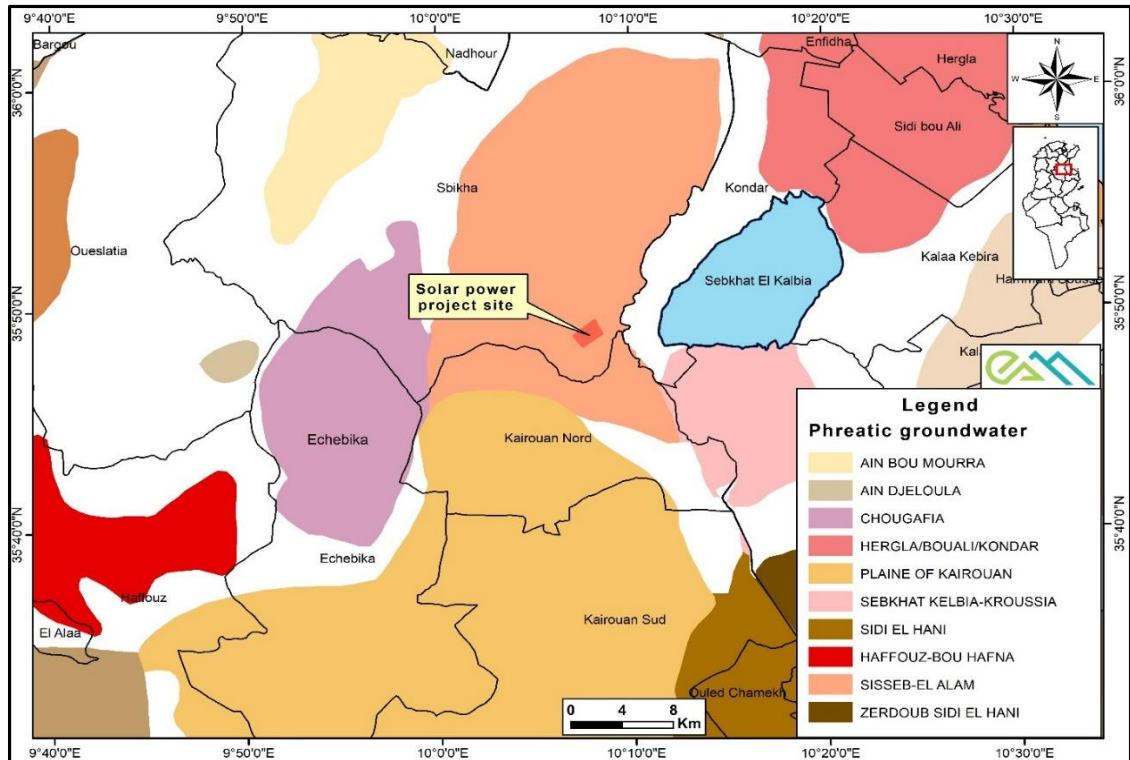 9°40'0"E 9°50'0"E 10°0'0"E 10°10'0"E 10°20'0"E 10°30'0"E
Bargou
Nadhour
Enfidha
Hergla
N
W E
S
36°0'0"N
36°0'0"N
Sidi bou Ali
Sbikha
Kondar
Oueslatia
Kalaa Kebira
Sebkhat El Kalbia
Solar power
project site
35°50'0"N
35°50'0"N
Echebika
Kairouan Nord
Legend
Phreatic groundwater
AIN BOU MOURRA
AIN DJELOULA
CHOUGAFIA
HERGLA/BOUALI/KONDAR
PLAINE OF KAIROUAN
SEBKHAT KELBIA-KROUSSIA
SIDI EL HANI
HAFFOUZ-BOU HAFNA
SISSEB-EL ALAM
ZERDOUB SIDI EL HANI
35°40'0"N
35°40'0"N
Echebika
Haffouz
El Alaa
Kairouan Sud
Ouled Chamekh
0 4 8
Km
9°40'0"E 9°50'0"E 10°0'0"E 10°10'0"E 10°20'0"E 10°30'0"E